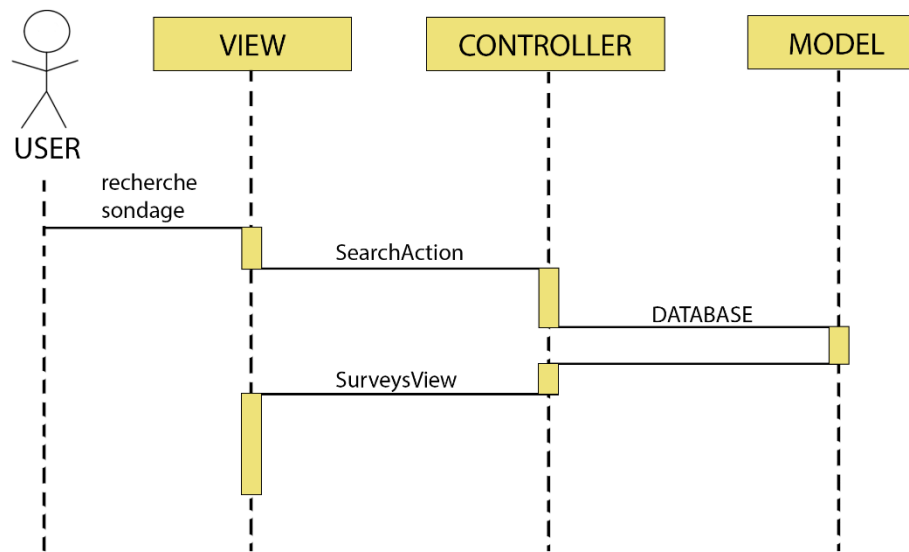 VIEW
CONTROLLER
MODEL
USER
recherche
sondage
SearchAction
DATABASE
SurveysView